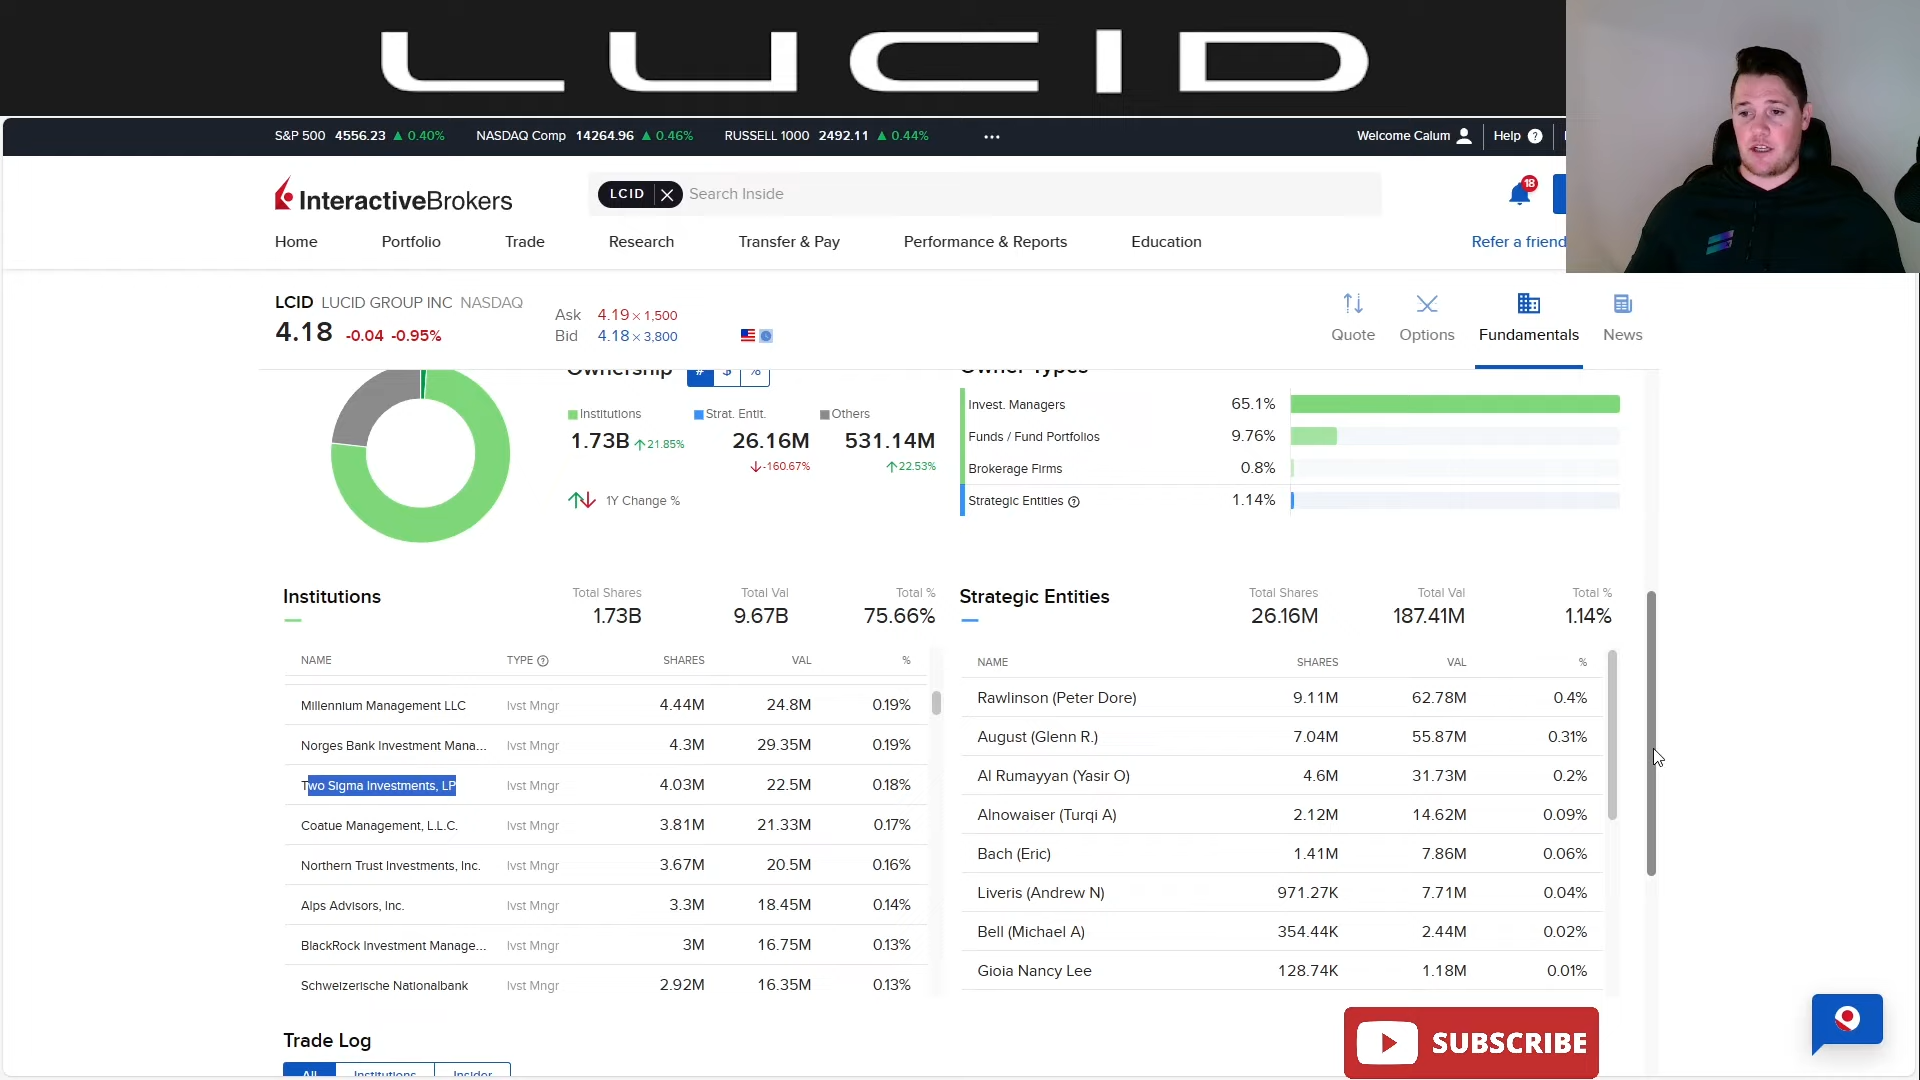 LUCID
S&P 500 4556.23 ▲ 0.40% NASDAQ Comp 14264.96 ▲ 0.46% RUSSELL 1000 2492.11 ▲ 0.44% •••
Welcome Calum Help ?
InteractiveBrokers
LCID × Search Inside
18
Home Portfolio Trade Research Transfer & Pay Performance & Reports Education Refer a friend
LCID LUCID GROUP INC NASDAQ
4.18 -0.04 -0.95%
Ask 4.19 × 1,500
Bid 4.18 × 3,800
Quote Options Fundamentals News
Ownership # $ %
Institutions Strat. Entit. Others
1.73B ↑21.85% 26.16M 531.14M
↓-160.67% ↑22.53%
↑↓ 1Y Change %
Owner Types
Invest. Managers 65.1%
Funds / Fund Portfolios 9.76%
Brokerage Firms 0.8%
Strategic Entities ? 1.14%
Institutions
Total Shares Total Val Total %
1.73B 9.67B 75.66%
NAME TYPE ? SHARES VAL %
Millennium Management LLC Ivst Mngr 4.44M 24.8M 0.19%
Norges Bank Investment Mana... Ivst Mngr 4.3M 29.35M 0.19%
Two Sigma Investments, LP Ivst Mngr 4.03M 22.5M 0.18%
Coatue Management, L.L.C. Ivst Mngr 3.81M 21.33M 0.17%
Northern Trust Investments, Inc. Ivst Mngr 3.67M 20.5M 0.16%
Alps Advisors, Inc. Ivst Mngr 3.3M 18.45M 0.14%
BlackRock Investment Manage... Ivst Mngr 3M 16.75M 0.13%
Schweizerische Nationalbank Ivst Mngr 2.92M 16.35M 0.13%
Strategic Entities
Total Shares Total Val Total %
26.16M 187.41M 1.14%
NAME SHARES VAL %
Rawlinson (Peter Dore) 9.11M 62.78M 0.4%
August (Glenn R.) 7.04M 55.87M 0.31%
Al Rumayyan (Yasir O) 4.6M 31.73M 0.2%
Alnowaiser (Turqi A) 2.12M 14.62M 0.09%
Bach (Eric) 1.41M 7.86M 0.06%
Liveris (Andrew N) 971.27K 7.71M 0.04%
Bell (Michael A) 354.44K 2.44M 0.02%
Gioia Nancy Lee 128.74K 1.18M 0.01%
Trade Log
All Institutions Insider
SUBSCRIBE